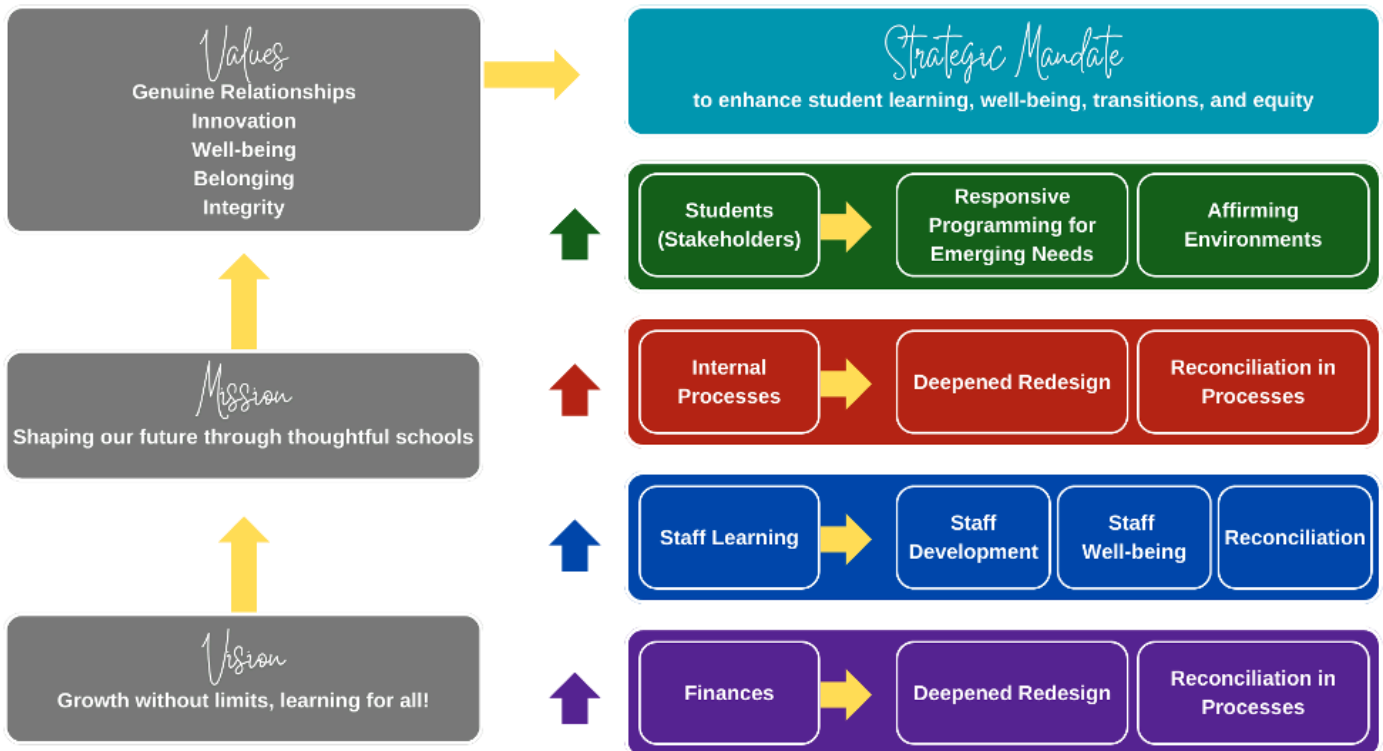 Values
Genuine Relationships
Innovation
Well-being
Belonging
Integrity
Mission
Shaping our future through thoughtful schools
Vision
Growth without limits, learning for all!
Strategic Mandate
to enhance student learning, well-being, transitions, and equity
Students
(Stakeholders)
Responsive
Programming for
Emerging Needs
Affirming
Environments
Internal
Processes
Deepened Redesign
Reconciliation in
Processes
Staff Learning
Staff
Development
Staff
Well-being
Reconciliation
Finances
Deepened Redesign
Reconciliation in
Processes